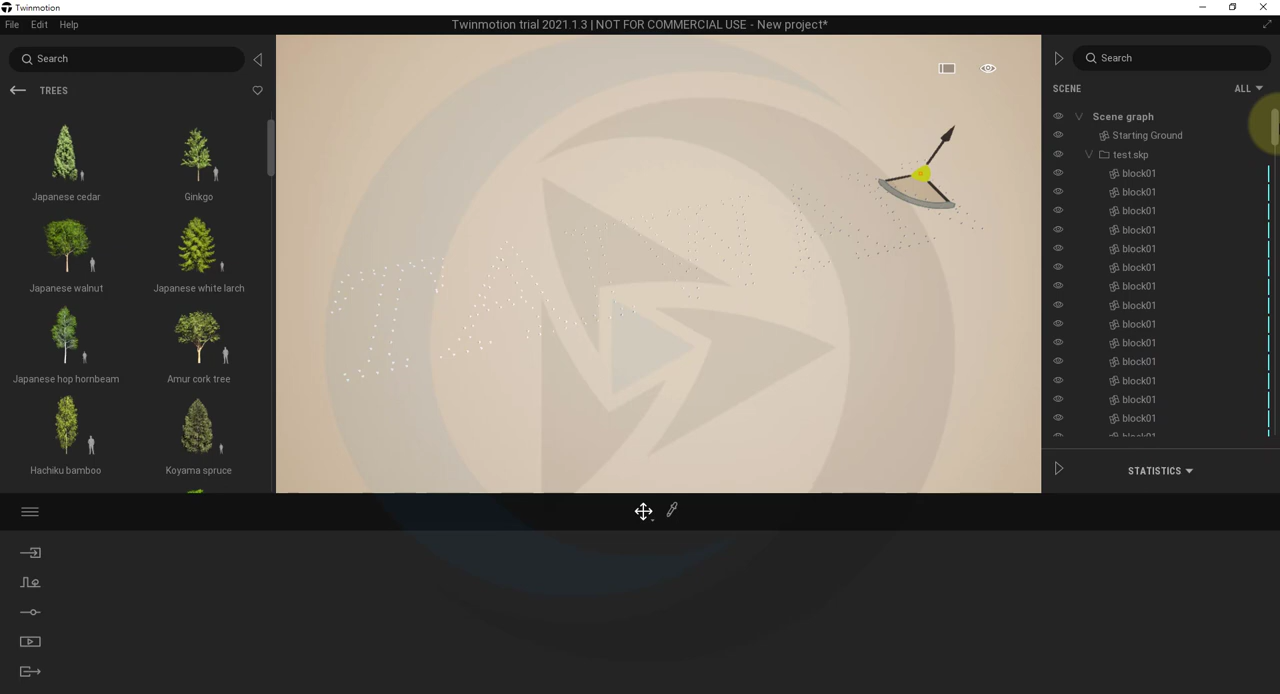 Twinmotion
File Edit Help
Twinmotion trial 2021.1.3 | NOT FOR COMMERCIAL USE - New project*
Search
TREES
Japanese cedar
Ginkgo
Japanese walnut
Japanese white larch
Japanese hop hornbeam
Amur cork tree
Hachiku bamboo
Koyama spruce
Search
SCENE
ALL
Scene graph
Starting Ground
test.skp
block01
block01
block01
block01
block01
block01
block01
block01
block01
block01
block01
block01
block01
block01
STATISTICS